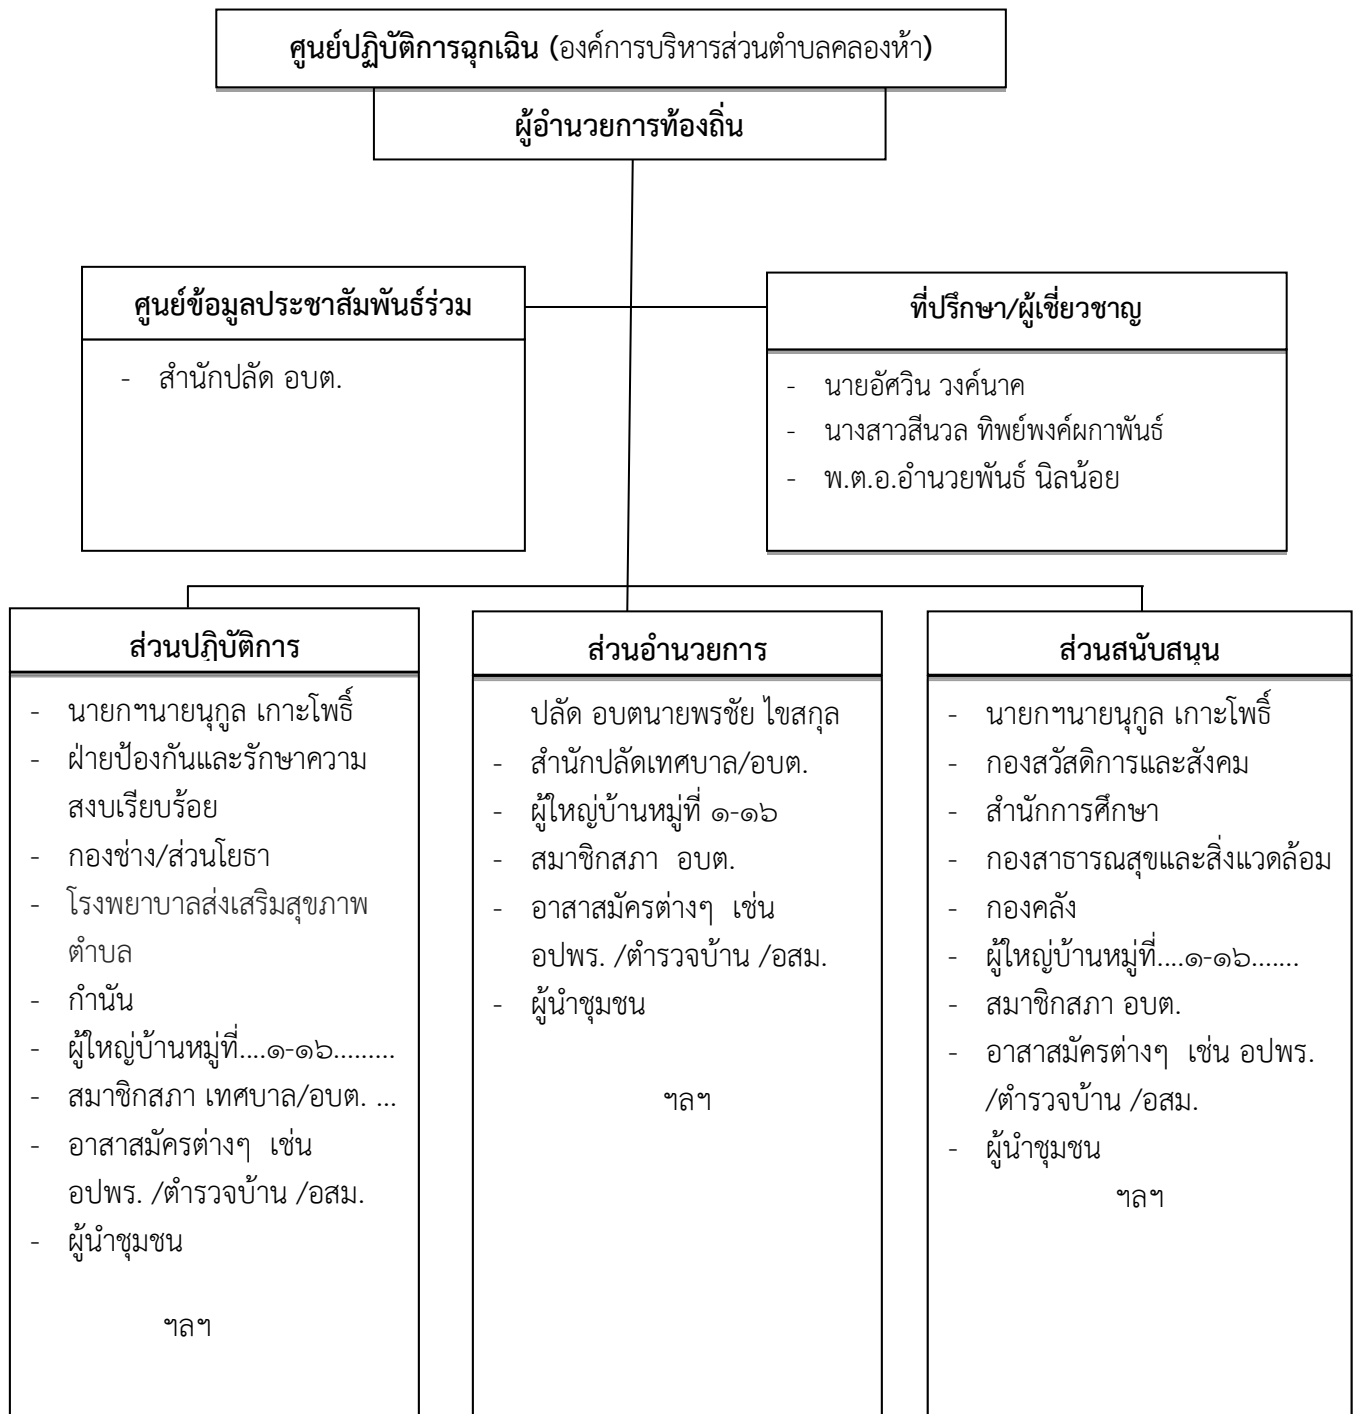 ศูนย์ปฏิบัติการฉุกเฉิน (องค์การบริหารส่วนตำบลคลองห้า)
ผู้อำนวยการท้องถิ่น
ศูนย์ข้อมูลประชาสัมพันธ์ร่วม
- สำนักปลัด อบต.
ที่ปรึกษา/ผู้เชี่ยวชาญ
- นายอัศวิน วงค์นาค
- นางสาวสีนวล ทิพย์พงค์ผกาพันธ์
- พ.ต.อ.อำนวยพันธ์ นิลน้อย
ส่วนปฏิบัติการ
- นายกฯนายนุกูล เกาะโพธิ์
- ฝ่ายป้องกันและรักษาความ
สงบเรียบร้อย
- กองช่าง/ส่วนโยธา
- โรงพยาบาลส่งเสริมสุขภาพ
ตำบล
- กำนัน
- ผู้ใหญ่บ้านหมู่ที่....๑-๑๖.........
- สมาชิกสภา เทศบาล/อบต. ...
- อาสาสมัครต่างๆ  เช่น
อปพร. /ตำรวจบ้าน /อสม.
- ผู้นำชุมชน
ฯลฯ
ส่วนอำนวยการ
ปลัด อบตนายพรชัย ไขสกุล
- สำนักปลัดเทศบาล/อบต.
- ผู้ใหญ่บ้านหมู่ที่ ๑-๑๖
- สมาชิกสภา  อบต.
- อาสาสมัครต่างๆ  เช่น
อปพร. /ตำรวจบ้าน /อสม.
- ผู้นำชุมชน
ฯลฯ
ส่วนสนับสนุน
- นายกฯนายนุกูล เกาะโพธิ์
- กองสวัสดิการและสังคม
- สำนักการศึกษา
- กองสาธารณสุขและสิ่งแวดล้อม
- กองคลัง
- ผู้ใหญ่บ้านหมู่ที่....๑-๑๖.......
- สมาชิกสภา อบต.
- อาสาสมัครต่างๆ  เช่น อปพร.
/ตำรวจบ้าน /อสม.
- ผู้นำชุมชน
ฯลฯ